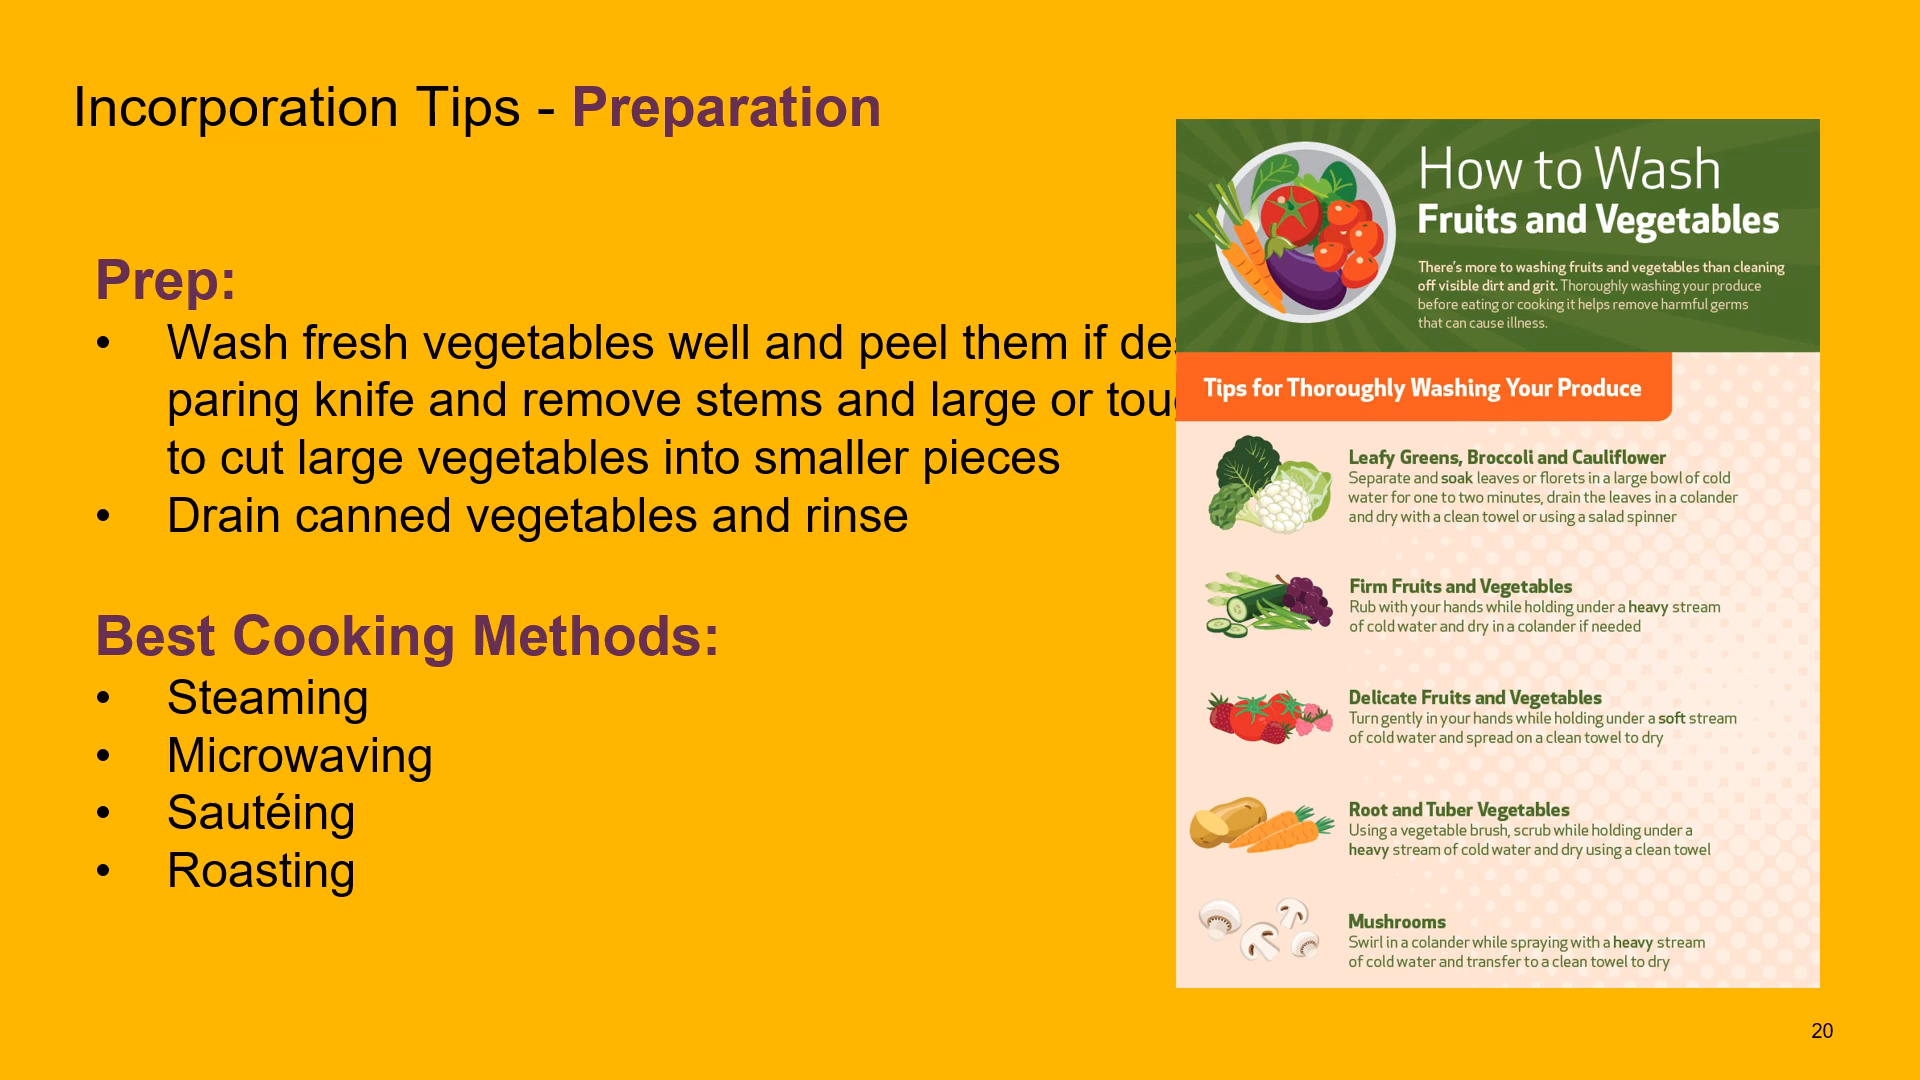 Incorporation Tips - Preparation
Prep:
• Wash fresh vegetables well and peel them if
paring knife and remove stems and large or
to cut large vegetables into smaller pieces
• Drain canned vegetables and rinse
Best Cooking Methods:
• Steaming
• Microwaving
• Sautéing
• Roasting
How to Wash
Fruits and Vegetables
There's more to washing fruits and vegetables than cleaning
off visible dirt and grit. Thoroughly washing your produce
before eating or cooking it helps remove harmful germs
that can cause illness.
Tips for Thoroughly Washing Your Produce
Leafy Greens, Broccoli and Cauliflower
Separate and soak leaves or florets in a large bowl of cold
water for one to two minutes, drain the leaves in a colander
and dry with a clean towel or using a salad spinner
Firm Fruits and Vegetables
Rub with your hands while holding under a heavy stream
of cold water and dry in a colander if needed
Delicate Fruits and Vegetables
Turn gently in your hands while holding under a soft stream
of cold water and spread on a clean towel to dry
Root and Tuber Vegetables
Using a vegetable brush, scrub while holding under a
heavy stream of cold water and dry using a clean towel
Mushrooms
Swirl in a colander while spraying with a heavy stream
of cold water and transfer to a clean towel to dry
20